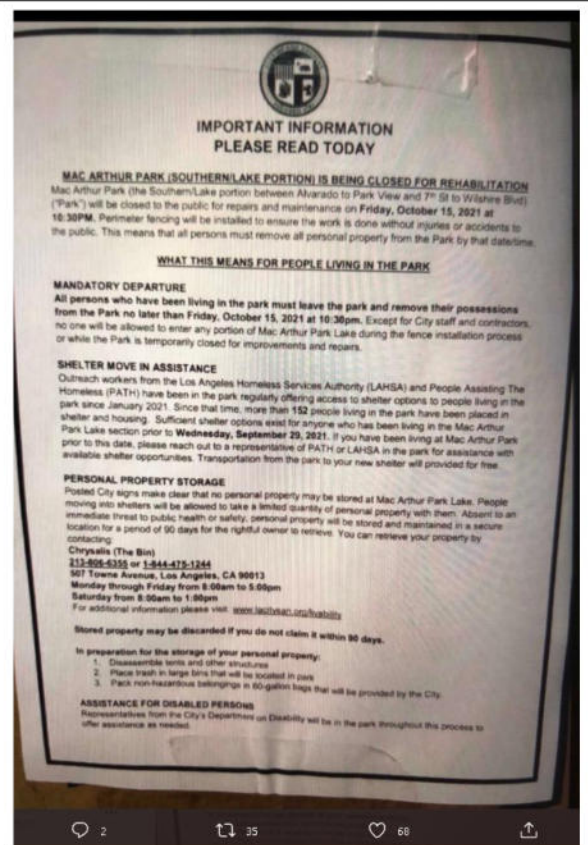 IMPORTANT INFORMATION
PLEASE READ TODAY
MAC ARTHUR PARK (SOUTHERN/LAKE PORTION) IS BEING CLOSED FOR REHABILITATION
Mac Arthur Park (the Southern/Lake portion between Alvarado to Park View and 7th St to Wilshire Blvd)
("Park") will be closed to the public for repairs and maintenance on Friday, October 15, 2021 at
10:30PM. Perimeter fencing will be installed to ensure the work is done without injuries or accidents to
the public. This means that all persons must remove all personal property from the Park by that date/time.
WHAT THIS MEANS FOR PEOPLE LIVING IN THE PARK
MANDATORY DEPARTURE
All persons who have been living in the park must leave the park and remove their possessions
from the Park no later than Friday, October 15, 2021 at 10:30pm. Except for City staff and contractors,
no one will be allowed to enter any portion of Mac Arthur Park Lake during the fence installation process
or while the Park is temporarily closed for improvements and repairs.
SHELTER MOVE IN ASSISTANCE
Outreach workers from the Los Angeles Homeless Services Authority (LAHSA) and People Assisting The
Homeless (PATH) have been in the park regularly offering access to shelter options to people living in the
park since January 2021. Since that time, more than 152 people living in the park have been placed in
shelter and housing. Sufficient shelter options exist for anyone who has been living in the Mac Arthur
Park Lake section prior to Wednesday, September 29, 2021. If you have been living at Mac Arthur Park
prior to this date, please reach out to a representative of PATH or LAHSA in the park for assistance with
available shelter opportunities. Transportation from the park to your new shelter will provided for free.
PERSONAL PROPERTY STORAGE
Posted City signs make clear that no personal property may be stored at Mac Arthur Park Lake. People
moving into shelters will be allowed to take a limited quantity of personal property with them. Absent to an
immediate threat to public health or safety, personal property will be stored and maintained in a secure
location for a period of 90 days for the rightful owner to retrieve. You can retrieve your property by
contacting:
Chrysalis (The Bin)
213-806-6355 or 1-844-475-1244
507 Towne Avenue, Los Angeles, CA 90013
Monday through Friday from 8:00am to 5:00pm
Saturday from 8:00am to 1:00pm
For additional information please visit: www.lacitysan.org/livability
Stored property may be discarded if you do not claim it within 90 days.
In preparation for the storage of your personal property:
1. Disassemble tents and other structures
2. Place trash in large bins that will be located in park
3. Pack non-hazardous belongings in 60-gallon bags that will be provided by the City.
ASSISTANCE FOR DISABLED PERSONS
Representatives from the City's Department on Disability will be in the park throughout this process to
offer assistance as needed.
2 35 68